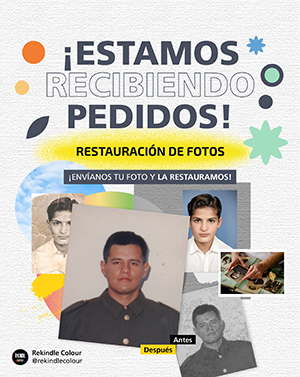 ¡ESTAMOS
RECIBIENDO
PEDIDOS!
RESTAURACIÓN DE FOTOS
¡ENVÍANOS TU FOTO Y LA RESTAURAMOS!
Antes
Después
Rekindle Colour
@rekindlecolour